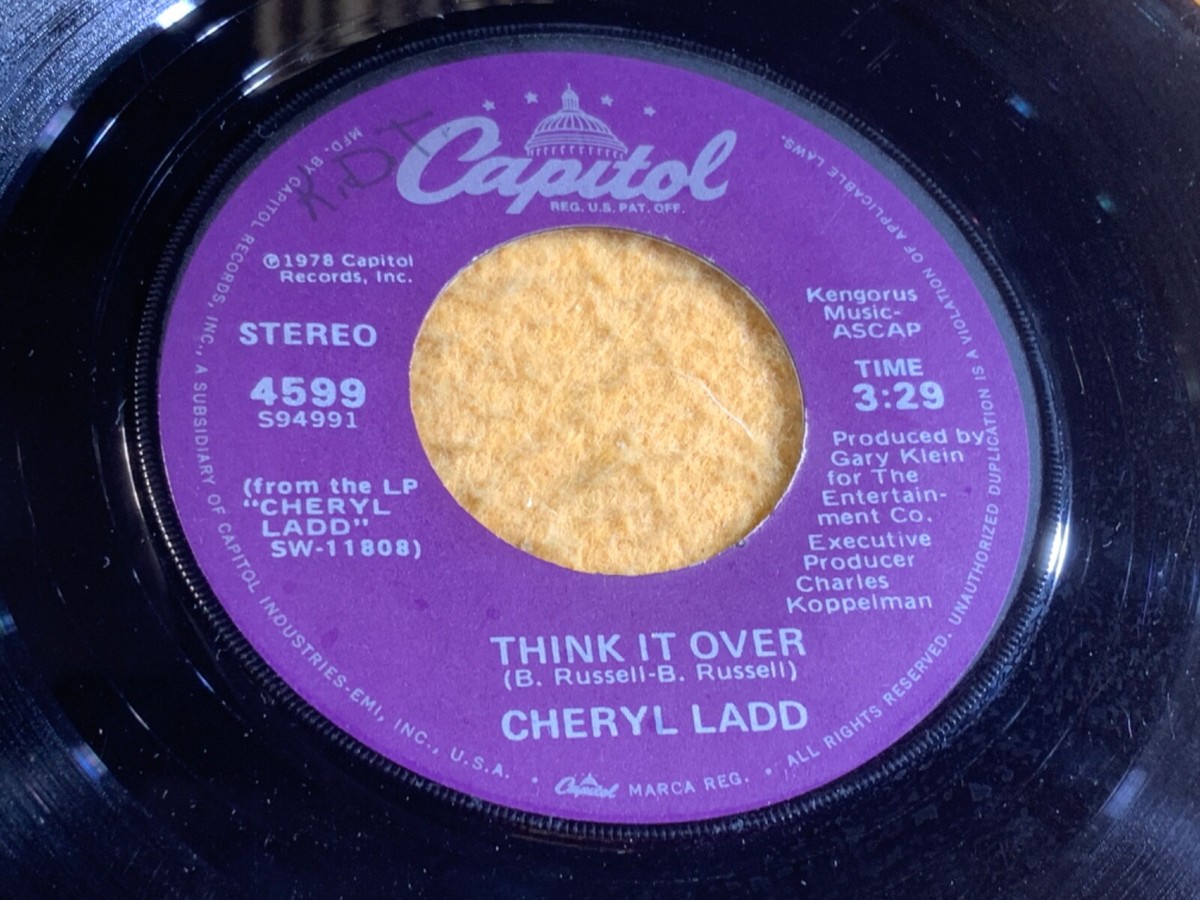 K.D.T
Capitol
REG. U.S. PAT. OFF.
℗1978 Capitol
Records, Inc.
STEREO
4599
S94991
(from the LP
"CHERYL
LADD"
SW-11808)
Kengorus
Music-
ASCAP
TIME
3:29
Produced by
Gary Klein
for The
Entertain-
ment Co.
Executive
Producer
Charles
Koppelman
THINK IT OVER
(B. Russell-B. Russell)
CHERYL LADD
MFD. BY CAPITOL RECORDS, INC., A SUBSIDIARY OF CAPITOL INDUSTRIES-EMI, INC., U.S.A. • Capitol MARCA REG. • ALL RIGHTS RESERVED. UNAUTHORIZED DUPLICATION IS A VIOLATION OF APPLICABLE LAWS.